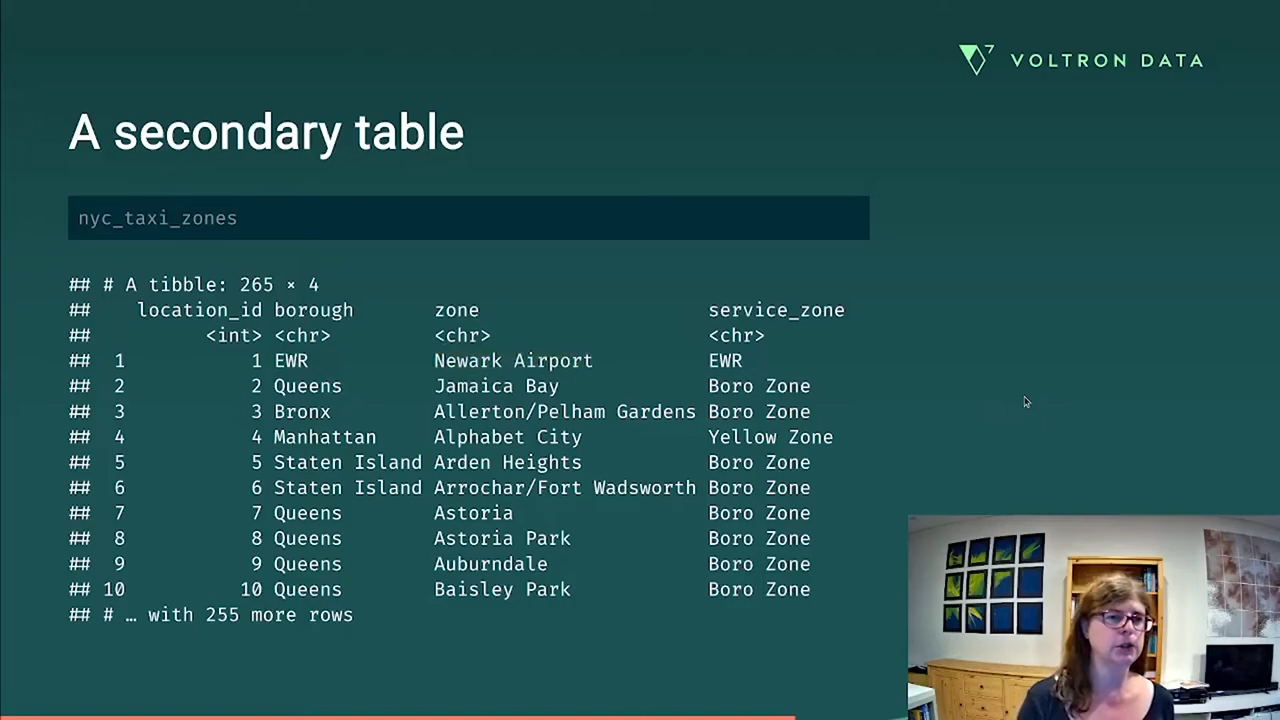 VOLTRON DATA
A secondary table
nyc_taxi_zones
## # A tibble: 265 × 4
##    location_id borough       zone                    service_zone
##          <int> <chr>         <chr>                   <chr>
##  1           1 EWR           Newark Airport          EWR
##  2           2 Queens        Jamaica Bay             Boro Zone
##  3           3 Bronx         Allerton/Pelham Gardens Boro Zone
##  4           4 Manhattan     Alphabet City           Yellow Zone
##  5           5 Staten Island Arden Heights           Boro Zone
##  6           6 Staten Island Arrochar/Fort Wadsworth Boro Zone
##  7           7 Queens        Astoria                 Boro Zone
##  8           8 Queens        Astoria Park            Boro Zone
##  9           9 Queens        Auburndale              Boro Zone
## 10          10 Queens        Baisley Park            Boro Zone
## # … with 255 more rows